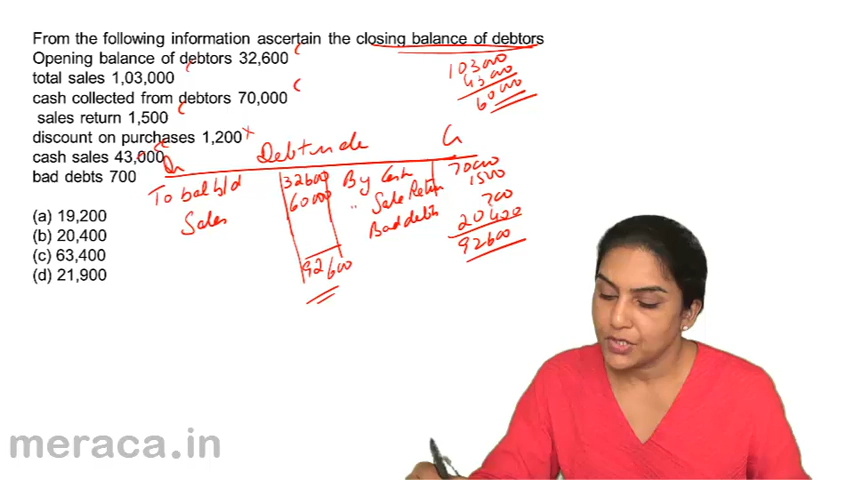 From the following information ascertain the closing balance of debtors
Opening balance of debtors 32,600
total sales 1,03,000
cash collected from debtors 70,000
sales return 1,500
discount on purchases 1,200
cash sales 43,000
bad debts 700
(a) 19,200
(b) 20,400
(c) 63,400
(d) 21,900
103000
43000
60000
Dr
Cr
To bal b/d 32600 By Cash 70000
Sales 60000 " Sale Return 1500
Bad debts 700
20400
92600 92600
meraca.in